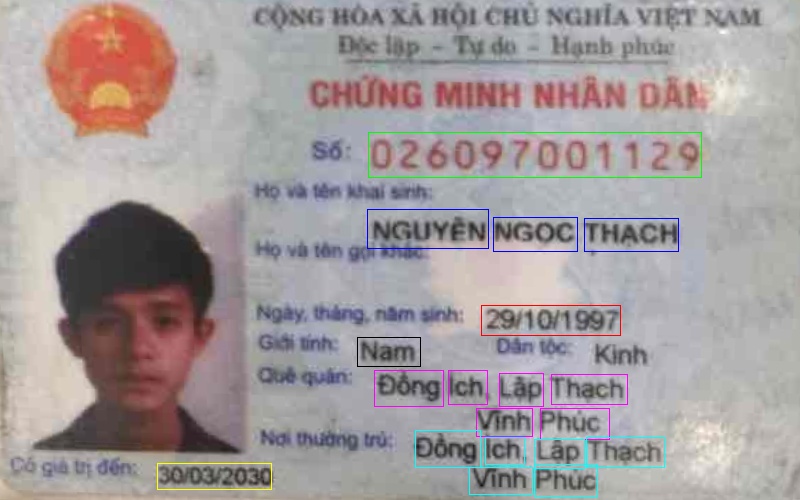 CỘNG HÒA XÃ HỘI CHỦ NGHĨA VIỆT NAM
Độc lập - Tự do - Hạnh phúc
CHỨNG MINH NHÂN DÂN
Số: 026097001129
Họ và tên khai sinh:
NGUYỄN NGỌC THẠCH
Họ và tên gọi khác:
Ngày, tháng, năm sinh: 29/10/1997
Giới tính: Nam Dân tộc: Kinh
Quê quán: Đồng Ích, Lập Thạch
Vĩnh Phúc
Nơi thường trú: Đồng Ích, Lập Thạch
Vĩnh Phúc
Có giá trị đến: 30/03/2030